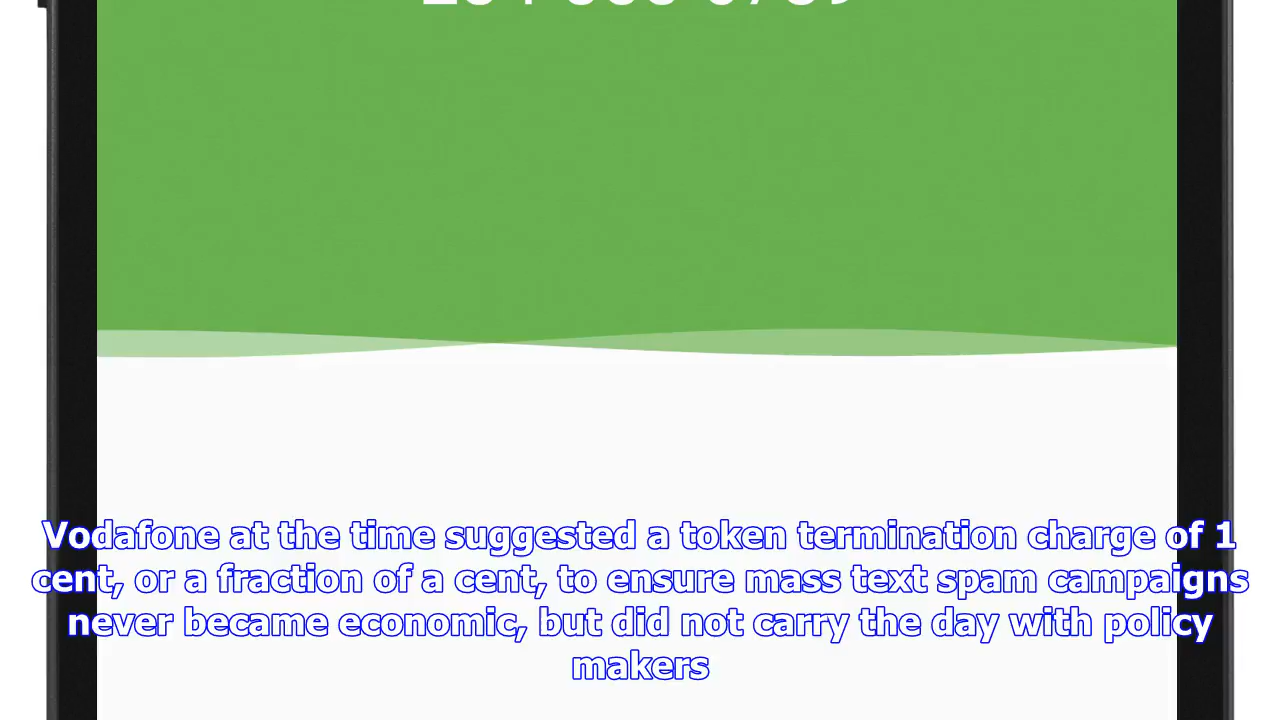 Vodafone at the time suggested a token termination charge of 1
cent, or a fraction of a cent, to ensure mass text spam campaigns
never became economic, but did not carry the day with policy
makers